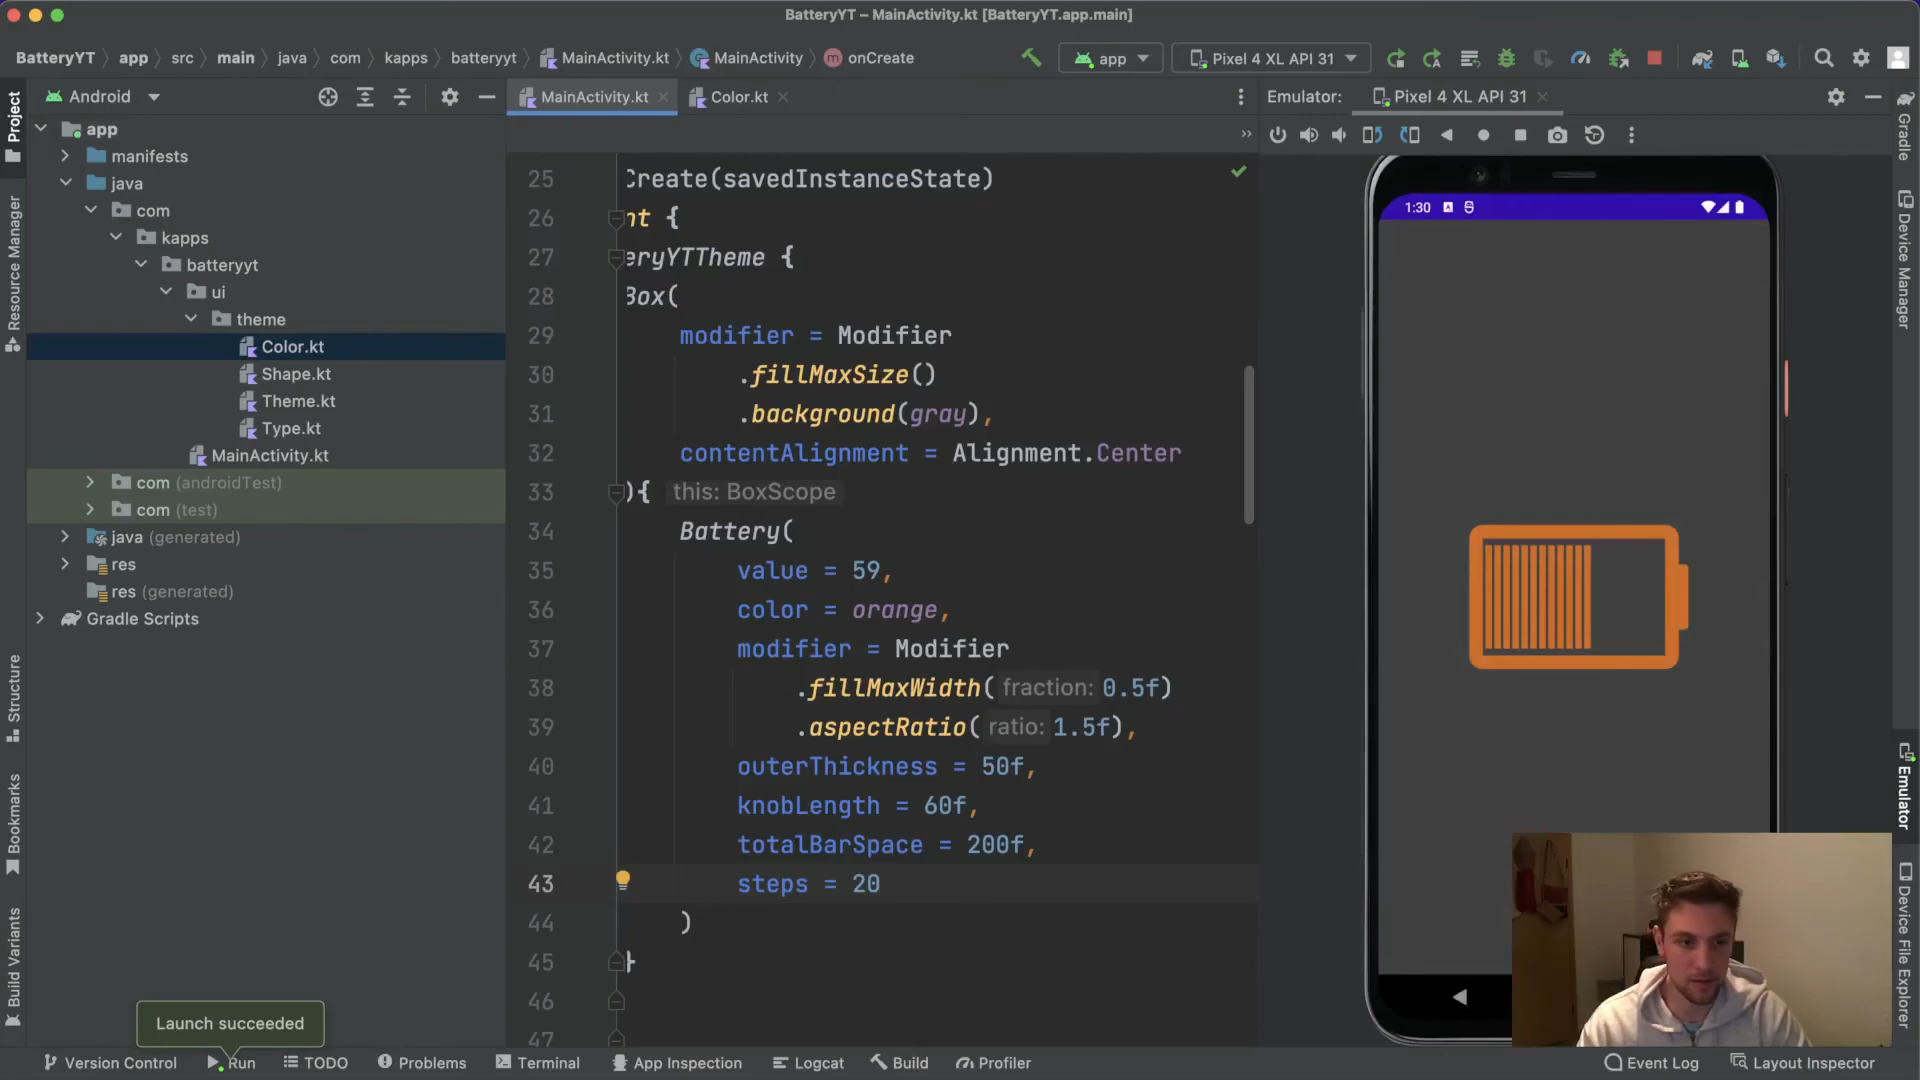 BatteryYT – MainActivity.kt [BatteryYT.app.main]
BatteryYT app src main java com kapps batteryyt MainActivity.kt MainActivity m onCreate
app
Pixel 4 XL API 31
Android
MainActivity.kt
Color.kt
Emulator:
Pixel 4 XL API 31
Project
Resource Manager
Structure
Bookmarks
Build Variants
app
manifests
java
com
kapps
batteryyt
ui
theme
Color.kt
Shape.kt
Theme.kt
Type.kt
MainActivity.kt
com (androidTest)
com (test)
java (generated)
res
res (generated)
Gradle Scripts
25 Create(savedInstanceState)
26 nt {
27 eryYTTheme {
28 Box(
29 modifier = Modifier
30 .fillMaxSize()
31 .background(gray),
32 contentAlignment = Alignment.Center
33 ){ this: BoxScope
34 Battery(
35 value = 59,
36 color = orange,
37 modifier = Modifier
38 .fillMaxWidth( fraction: 0.5f)
39 .aspectRatio( ratio: 1.5f),
40 outerThickness = 50f,
41 knobLength = 60f,
42 totalBarSpace = 200f,
43 steps = 20
44 )
45 }
46
47
1:30
Gradle
Device Manager
Emulator
Device File Explorer
Launch succeeded
Version Control
Run
TODO
Problems
Terminal
App Inspection
Logcat
Build
Profiler
Event Log
Layout Inspector